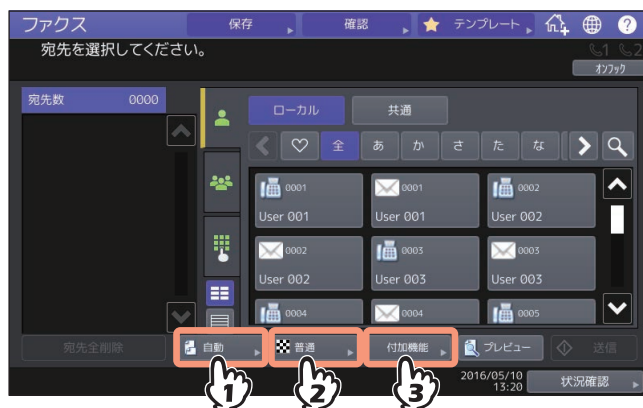 ファクス 保存 確認 テンプレート ?
宛先を選択してください。 1 2
オンフック
宛先数 0000
ローカル 共通
全 あ か さ た な
0001 0001 0002
User 001 User 001 User 002
0002 0003 0003
User 002 User 003 User 003
0004 0004 0005
宛先全削除 自動 普通 付加機能 プレビュー 送信
1 2 3
2016/05/10
13:20
状況確認